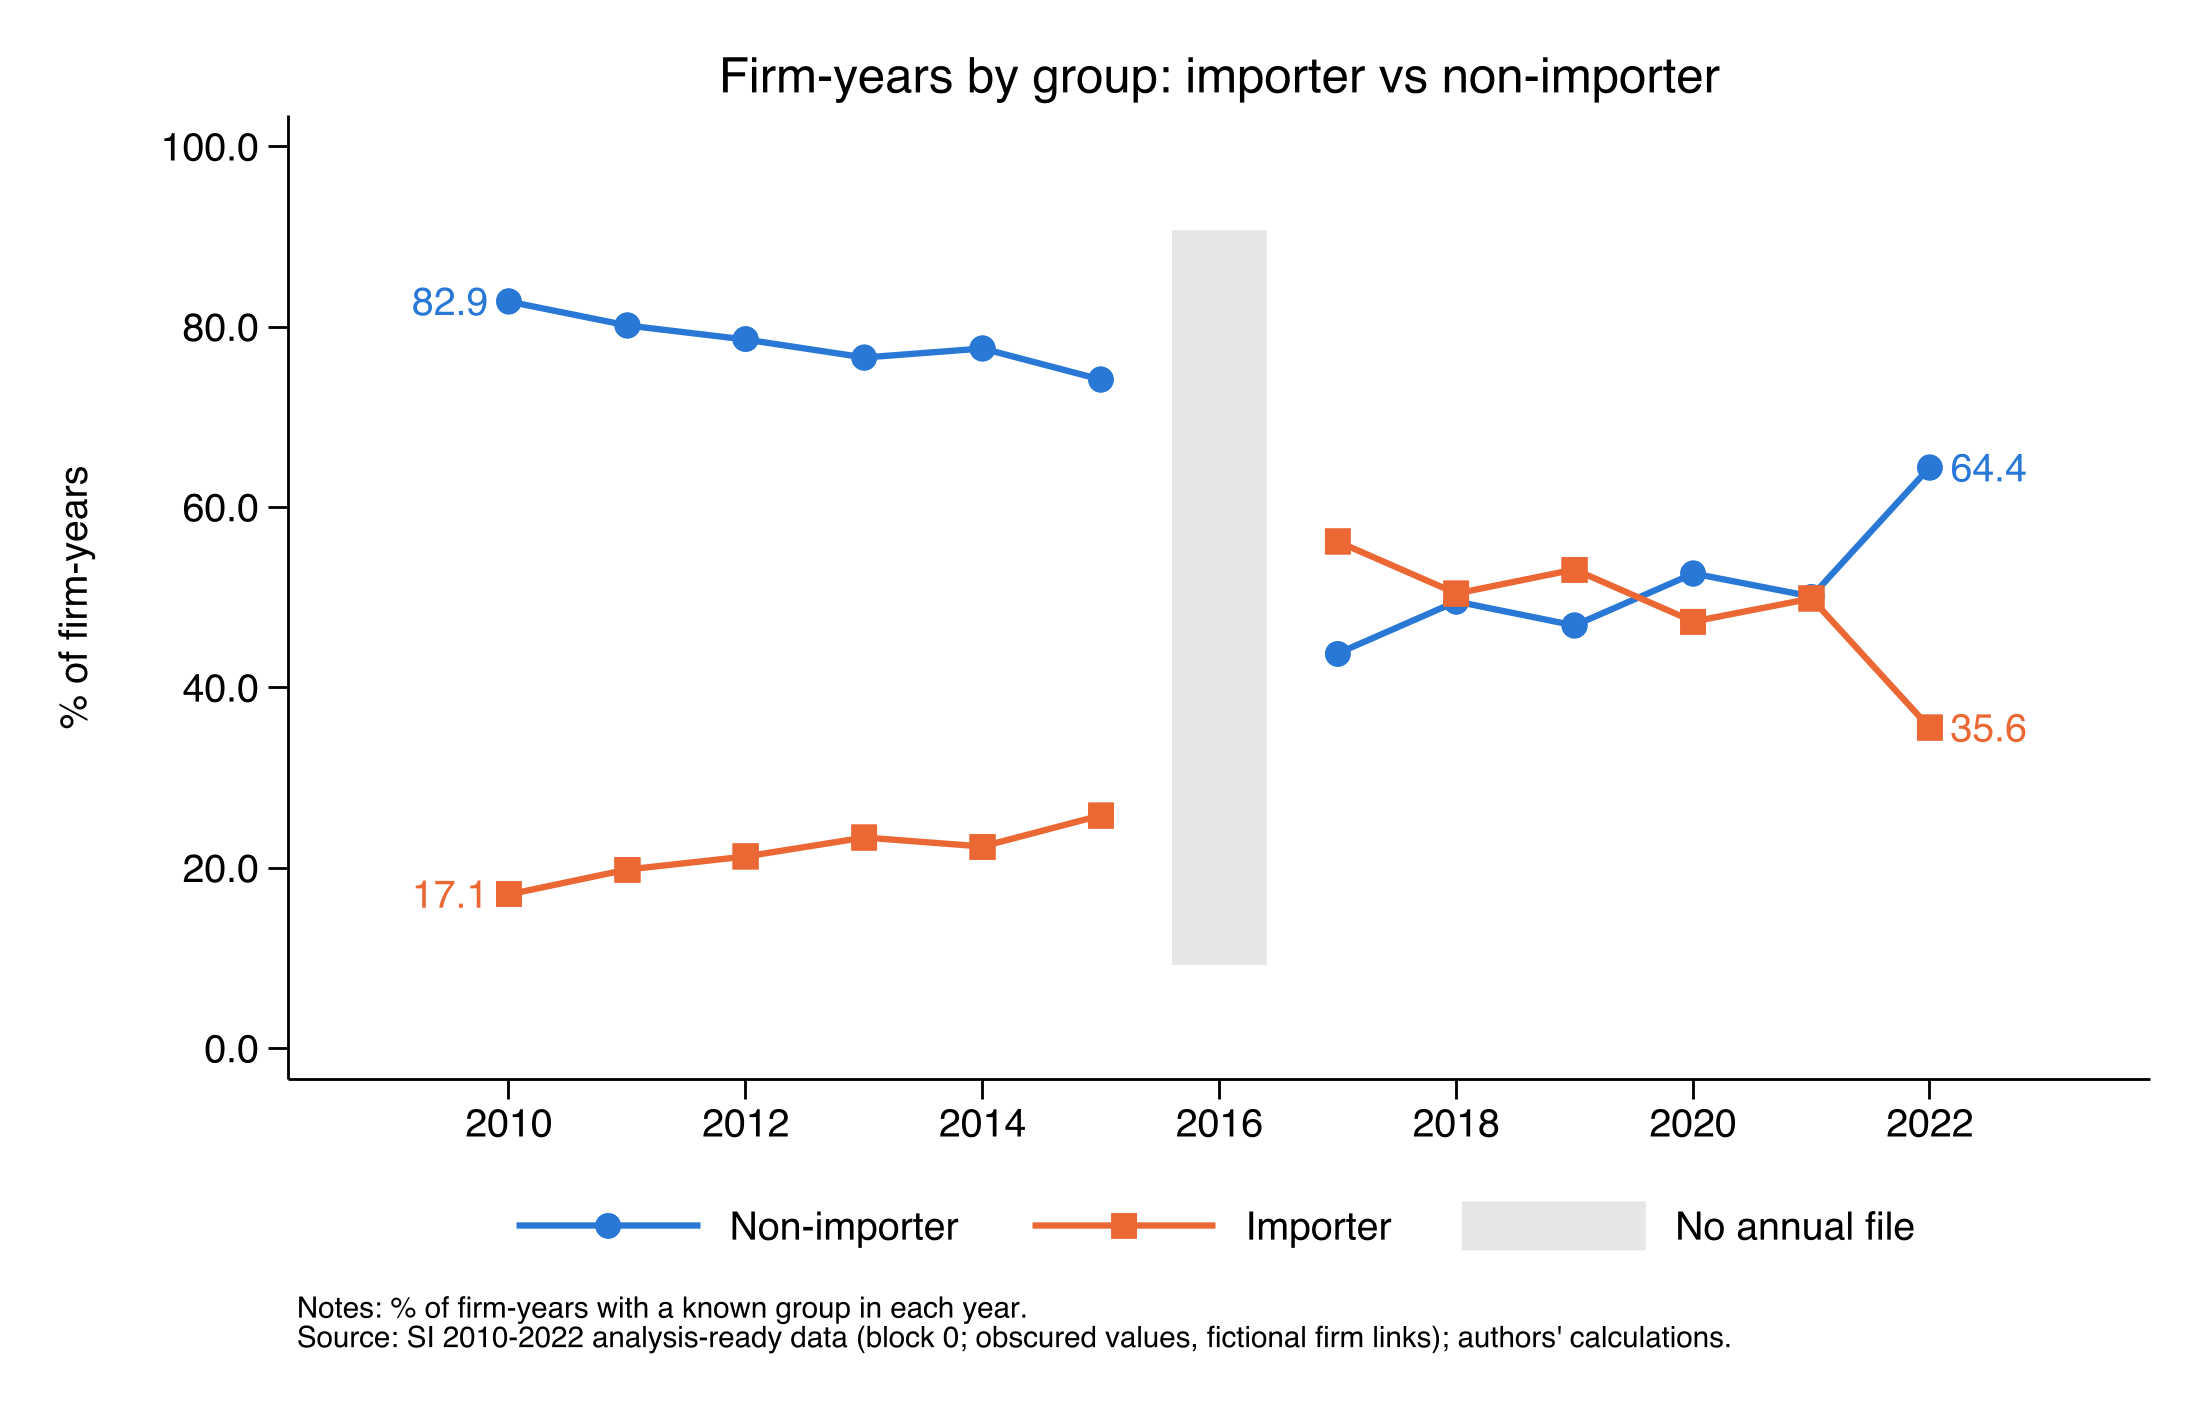 Firm-years by group: importer vs non-importer
100.0
80.0
60.0
40.0
20.0
0.0
% of firm-years
82.9
17.1
64.4
35.6
2010 2012 2014 2016 2018 2020 2022
Non-importer Importer No annual file
Notes: % of firm-years with a known group in each year.
Source: SI 2010-2022 analysis-ready data (block 0; obscured values, fictional firm links); authors' calculations.